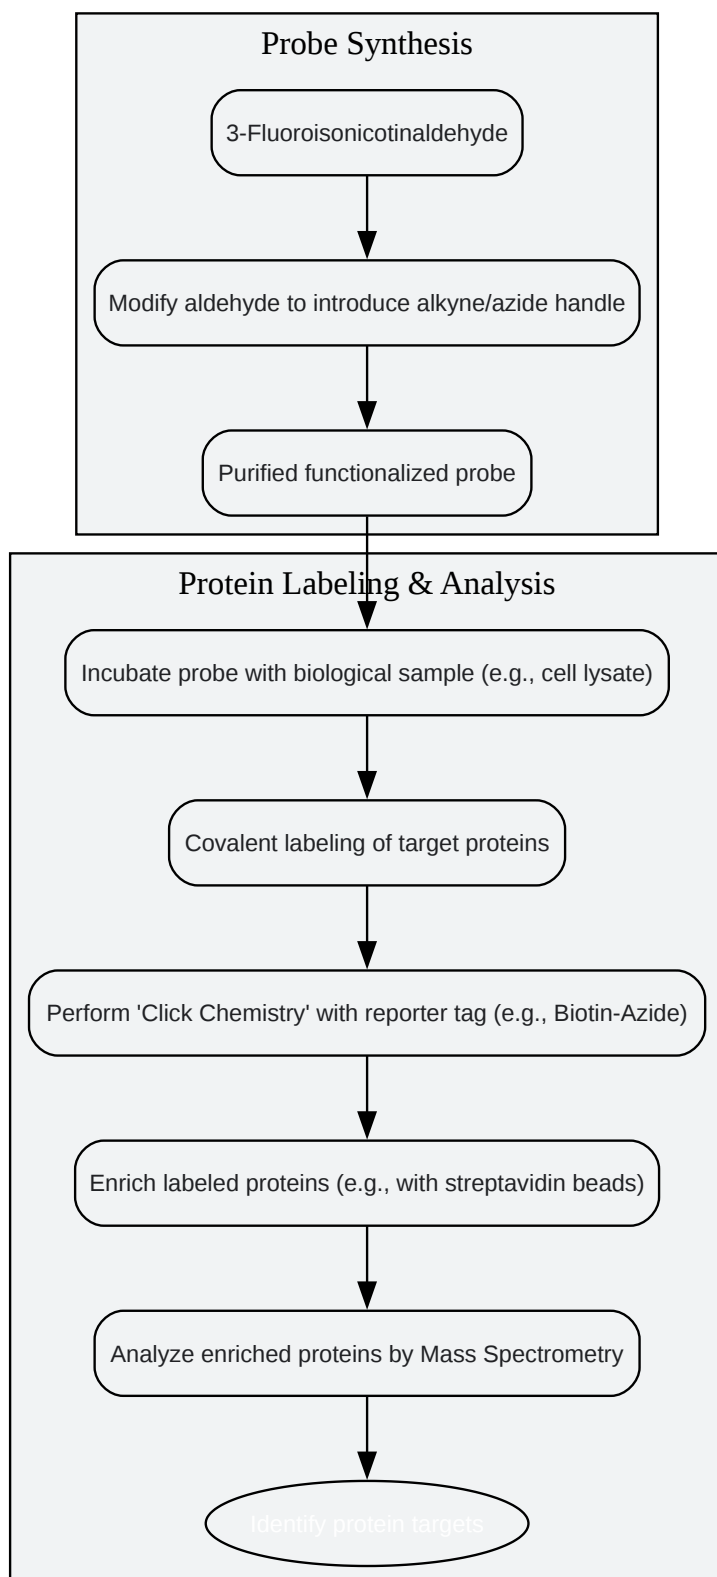 Probe Synthesis
3-Fluoroisonicotinaldehyde
Modify aldehyde to introduce alkyne/azide handle
Purified functionalized probe
Protein Labeling & Analysis
Incubate probe with biological sample (e.g., cell lysate)
Covalent labeling of target proteins
Perform 'Click Chemistry' with reporter tag (e.g., Biotin-Azide)
Enrich labeled proteins (e.g., with streptavidin beads)
Analyze enriched proteins by Mass Spectrometry
Identify protein targets